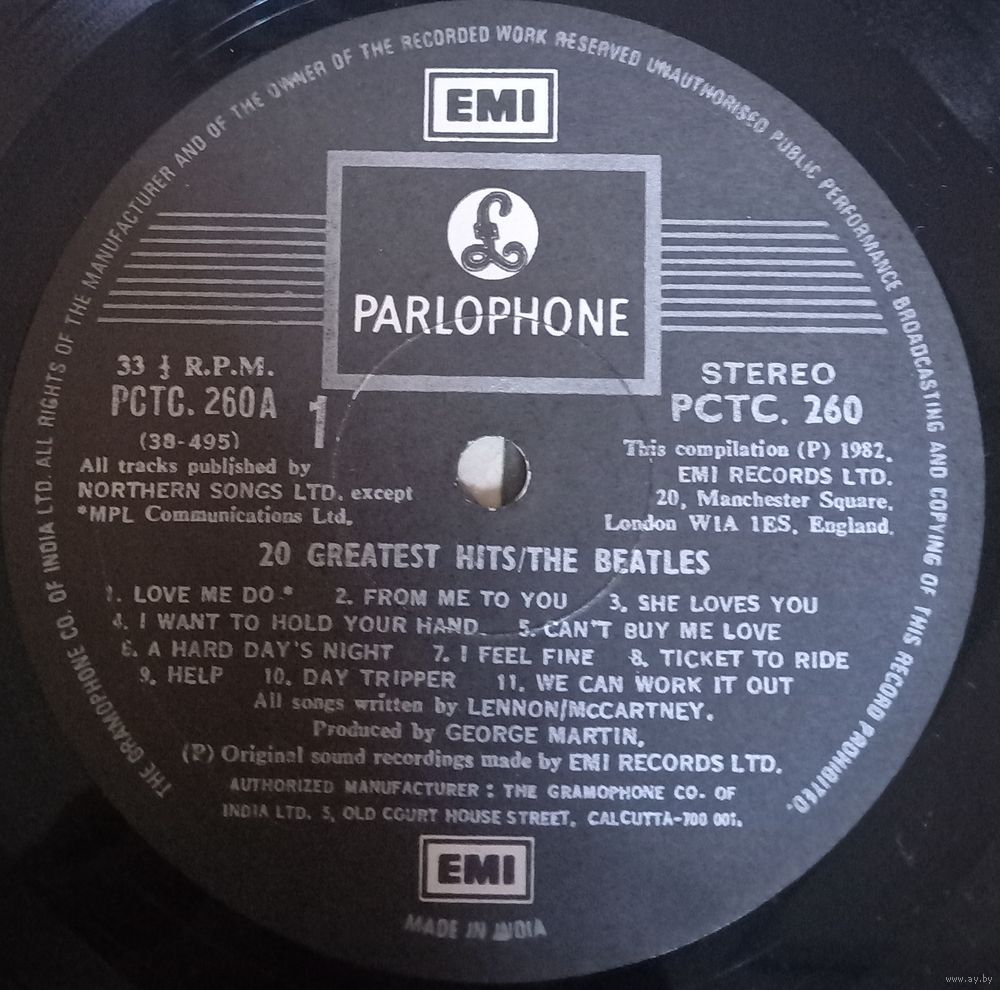 THE GRAMOPHONE CO. OF INDIA LTD. ALL RIGHTS OF THE MANUFACTURER AND OF THE OWNER OF THE RECORDED WORK RESERVED UNAUTHORISED PUBLIC PERFORMANCE BROADCASTING AND COPYING OF THIS RECORD PROHIBITED.
EMI
£
PARLOPHONE
33 ⅓ R.P.M.
PCTC. 260A
1
(38-495)
All tracks published by
NORTHERN SONGS LTD. except
*MPL Communications Ltd.
STEREO
PCTC. 260
This compilation (P) 1982.
EMI RECORDS LTD.
20, Manchester Square.
London W1A 1ES. England.
20 GREATEST HITS/THE BEATLES
1. LOVE ME DO * 2. FROM ME TO YOU 3. SHE LOVES YOU
4. I WANT TO HOLD YOUR HAND 5. CAN'T BUY ME LOVE
6. A HARD DAY'S NIGHT 7. I FEEL FINE 8. TICKET TO RIDE
9. HELP 10. DAY TRIPPER 11. WE CAN WORK IT OUT
All songs written by LENNON/McCARTNEY.
Produced by GEORGE MARTIN.
(P) Original sound recordings made by EMI RECORDS LTD.
AUTHORIZED MANUFACTURER : THE GRAMOPHONE CO. OF
INDIA LTD. 5, OLD COURT HOUSE STREET, CALCUTTA-700 001.
EMI
MADE IN INDIA
www.ay.by